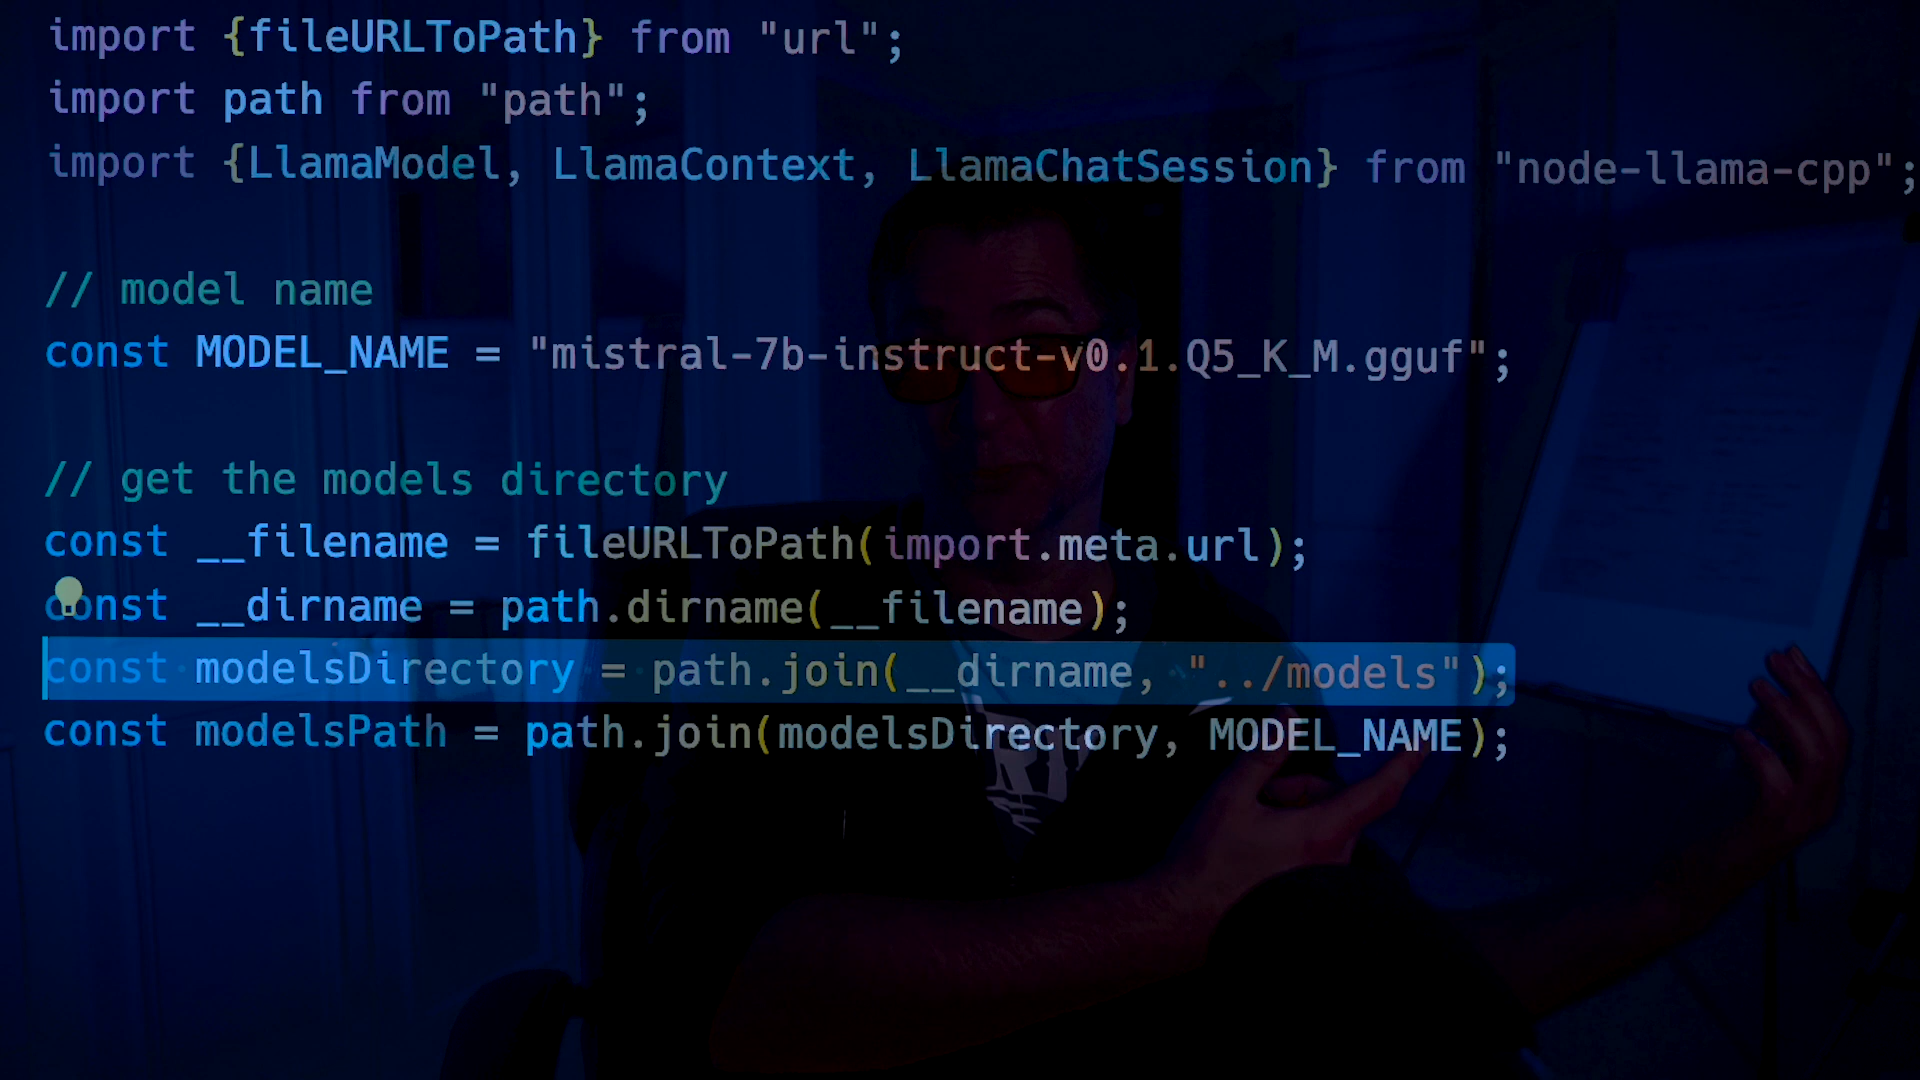 import {fileURLToPath} from "url";
import path from "path";
import {LlamaModel, LlamaContext, LlamaChatSession} from "node-llama-cpp";
// model name
const MODEL_NAME = "mistral-7b-instruct-v0.1.Q5_K_M.gguf";
// get the models directory
const __filename = fileURLToPath(import.meta.url);
const __dirname = path.dirname(__filename);
const modelsDirectory = path.join(__dirname, "../models");
const modelsPath = path.join(modelsDirectory, MODEL_NAME);